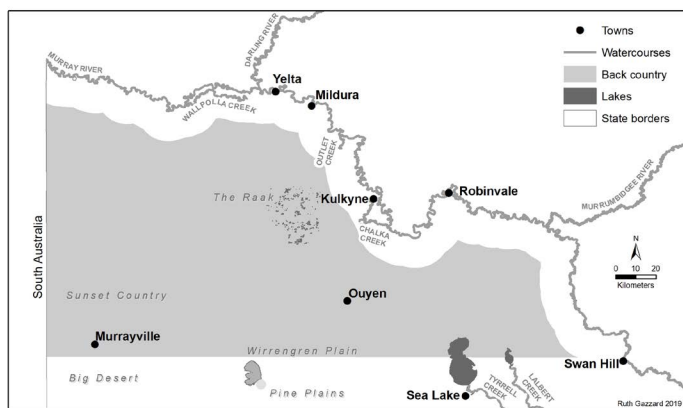 DARLING RIVER
MURRAY RIVER
Yelta
WALLPOLLA CREEK
Mildura
OUTLET CREEK
The Raak
Kulkyne
Robinvale
MURRUMBIDGEE RIVER
CHALKA CREEK
South Australia
Sunset Country
Ouyen
Murrayville
Wirrengren Plain
Big Desert
Pine Plains
Sea Lake
TYRRELL CREEK
LALBERT CREEK
Swan Hill
Towns
Watercourses
Back country
Lakes
State borders
N
0 10 20
Kilometers
Ruth Gazzard 2019